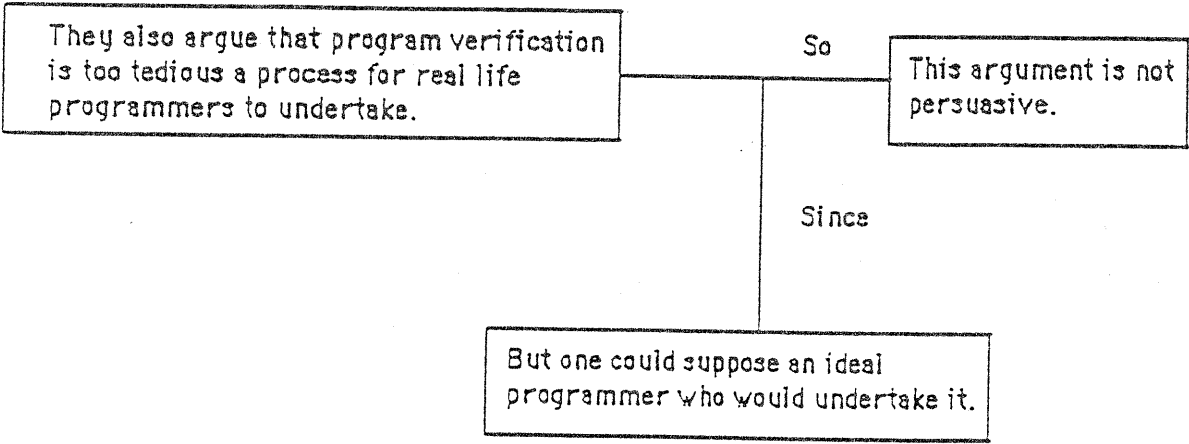 They also argue that program verification
is too tedious a process for real life
programmers to undertake.
So
This argument is not
persuasive.
Since
But one could suppose an ideal
programmer who would undertake it.